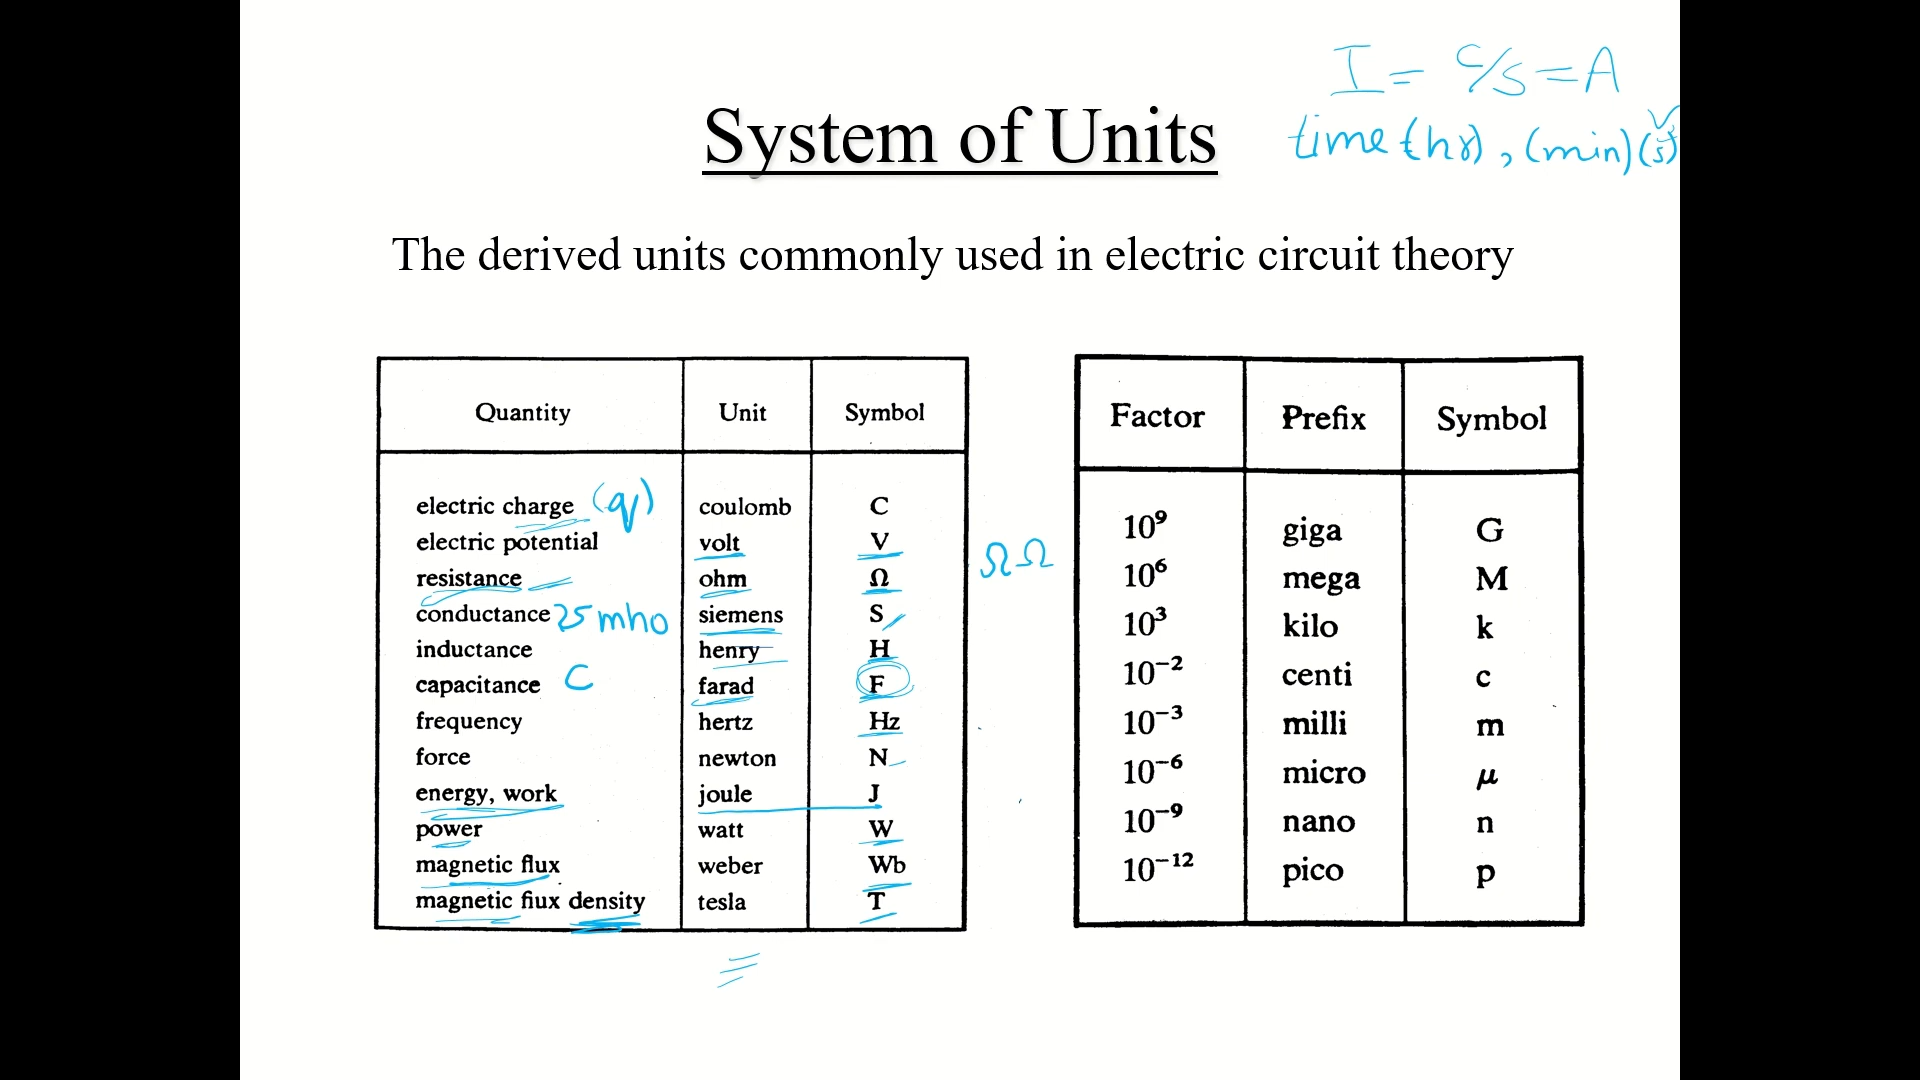 I = C/S = A
time (hr), (min) (s)
System of Units
The derived units commonly used in electric circuit theory
Quantity Unit Symbol
electric charge (q) coulomb C
electric potential volt V
resistance ohm Ω
conductance 25 mho siemens S
inductance henry H
capacitance C farad F
frequency hertz Hz
force newton N
energy, work joule J
power watt W
magnetic flux weber Wb
magnetic flux density tesla T
Ω Ω
Factor Prefix Symbol
10⁹ giga G
10⁶ mega M
10³ kilo k
10⁻² centi c
10⁻³ milli m
10⁻⁶ micro μ
10⁻⁹ nano n
10⁻¹² pico p